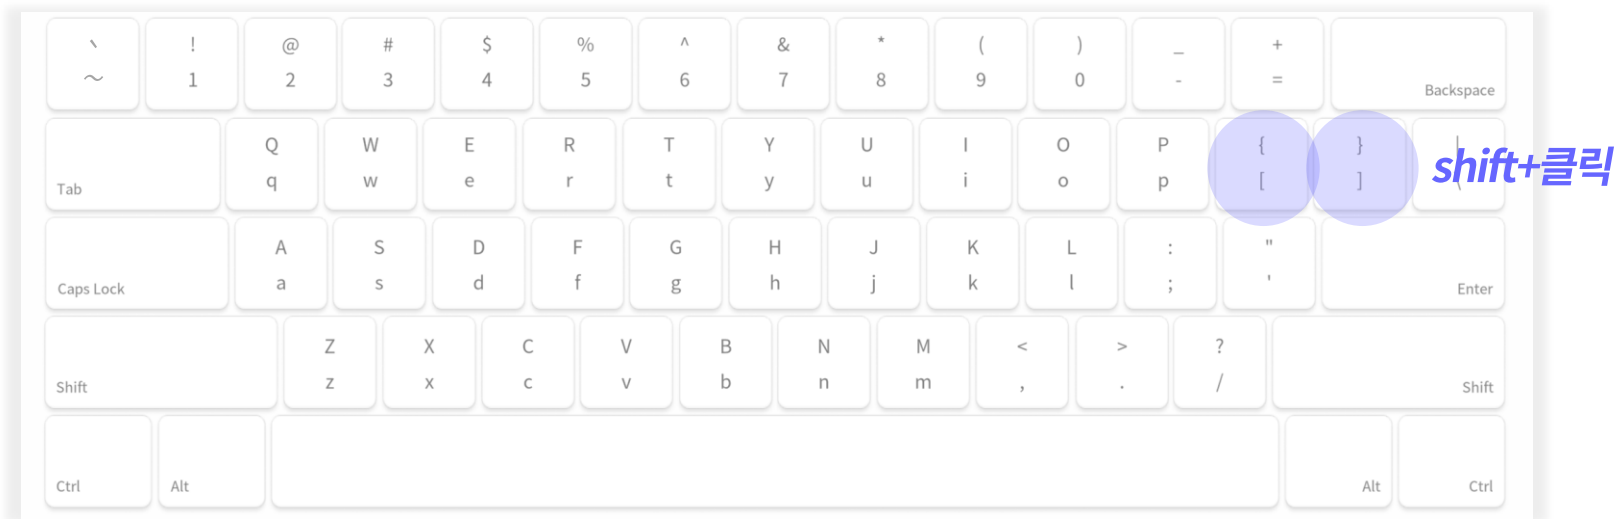 ` ! @ # $ % ^ & * ( ) _ +
~ 1 2 3 4 5 6 7 8 9 0 - = Backspace
Q W E R T Y U I O P { } |
Tab q w e r t y u i o p [ ] \ shift+클릭
A S D F G H J K L : "
Caps Lock a s d f g h j k l ; ' Enter
Z X C V B N M < > ?
Shift z x c v b n m , . / Shift
Ctrl Alt Alt Ctrl